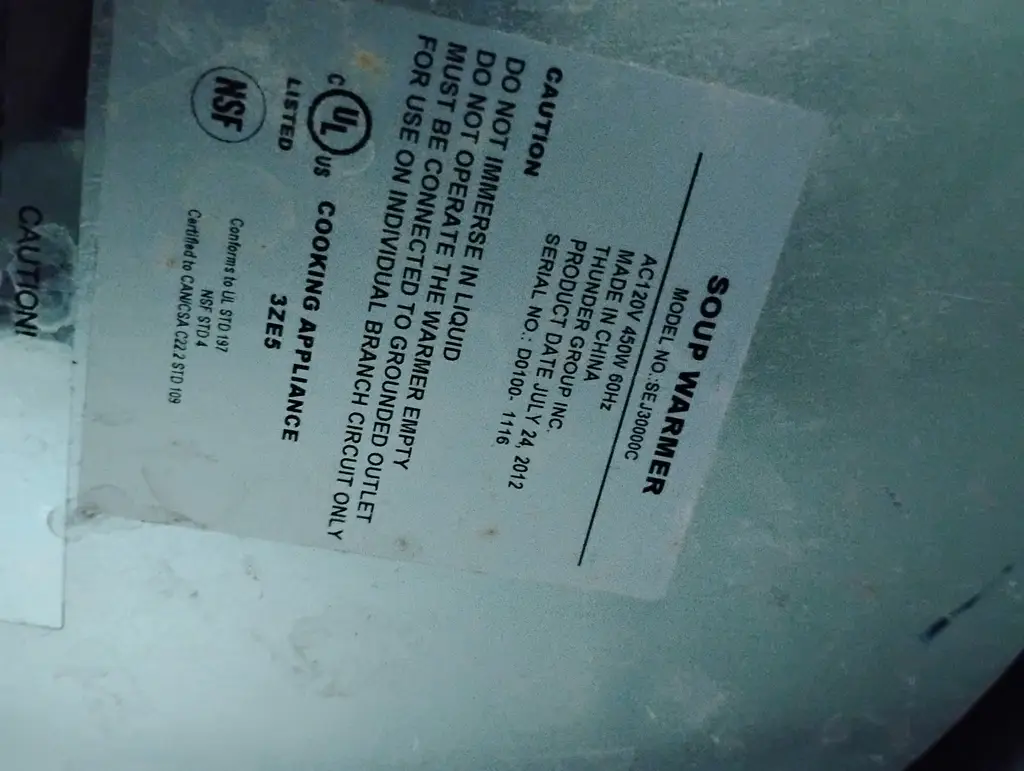 SOUP WARMER
MODEL NO.:SEJ30000C
AC120V 450W 60Hz
MADE IN CHINA
THUNDER GROUP INC.
PRODUCT DATE JULY 24, 2012
SERIAL NO.: D0100- 1116
CAUTION
DO NOT IMMERSE IN LIQUID
DO NOT OPERATE THE WARMER EMPTY
MUST BE CONNECTED TO GROUNDED OUTLET
FOR USE ON INDIVIDUAL BRANCH CIRCUIT ONLY
C UL US COOKING APPLIANCE
LISTED 3ZE5
NSF
Conforms to UL STD 197
NSF STD 4
Certified to CAN/CSA C22.2 STD 109
CAUTION!